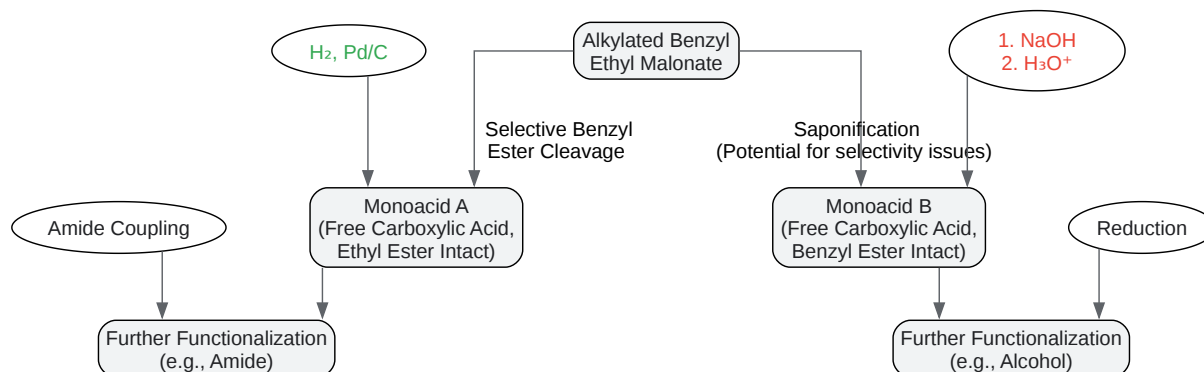 H₂, Pd/C
Alkylated Benzyl
Ethyl Malonate
1. NaOH
2. H₃O⁺
Selective Benzyl
Ester Cleavage
Saponification
(Potential for selectivity issues)
Amide Coupling
Monoacid A
(Free Carboxylic Acid,
Ethyl Ester Intact)
Monoacid B
(Free Carboxylic Acid,
Benzyl Ester Intact)
Reduction
Further Functionalization
(e.g., Amide)
Further Functionalization
(e.g., Alcohol)